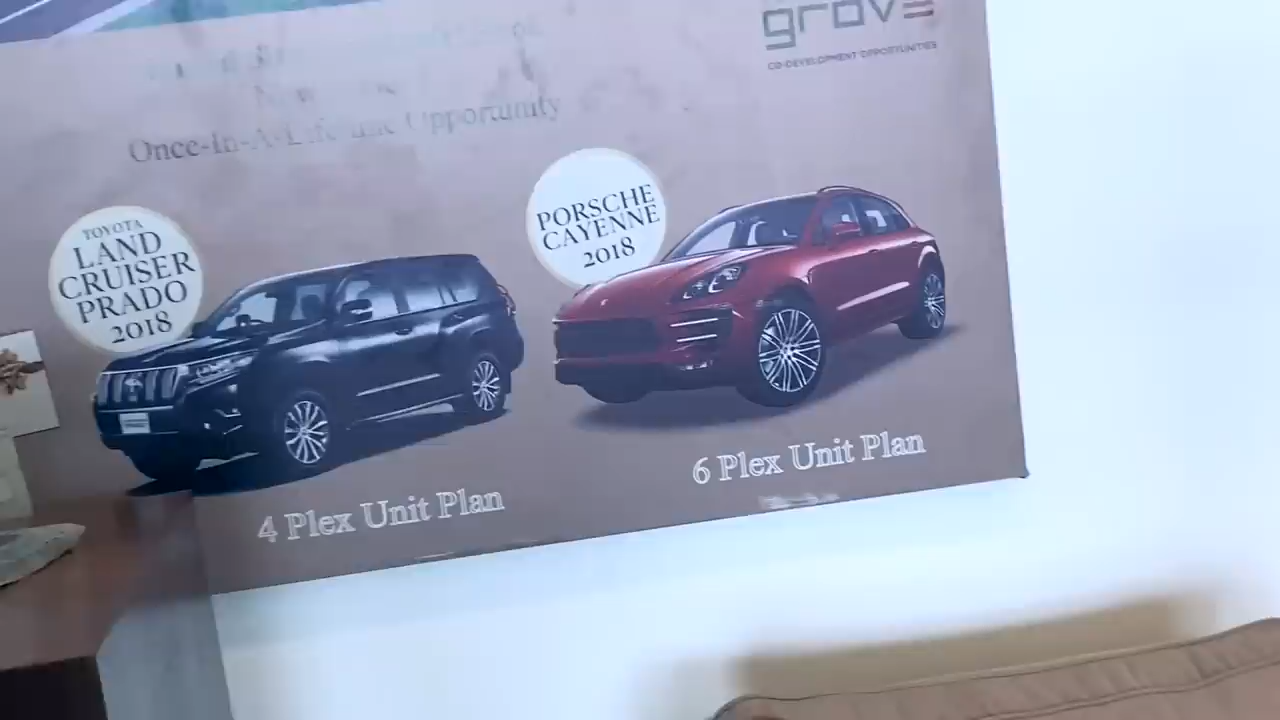 grove
CO-DEVELOPMENT OPPORTUNITIES
Once-In-A-Lifetime Opportunity
TOYOTA
LAND
CRUISER
PRADO
2018
PORSCHE
CAYENNE
2018
4 Plex Unit Plan
6 Plex Unit Plan